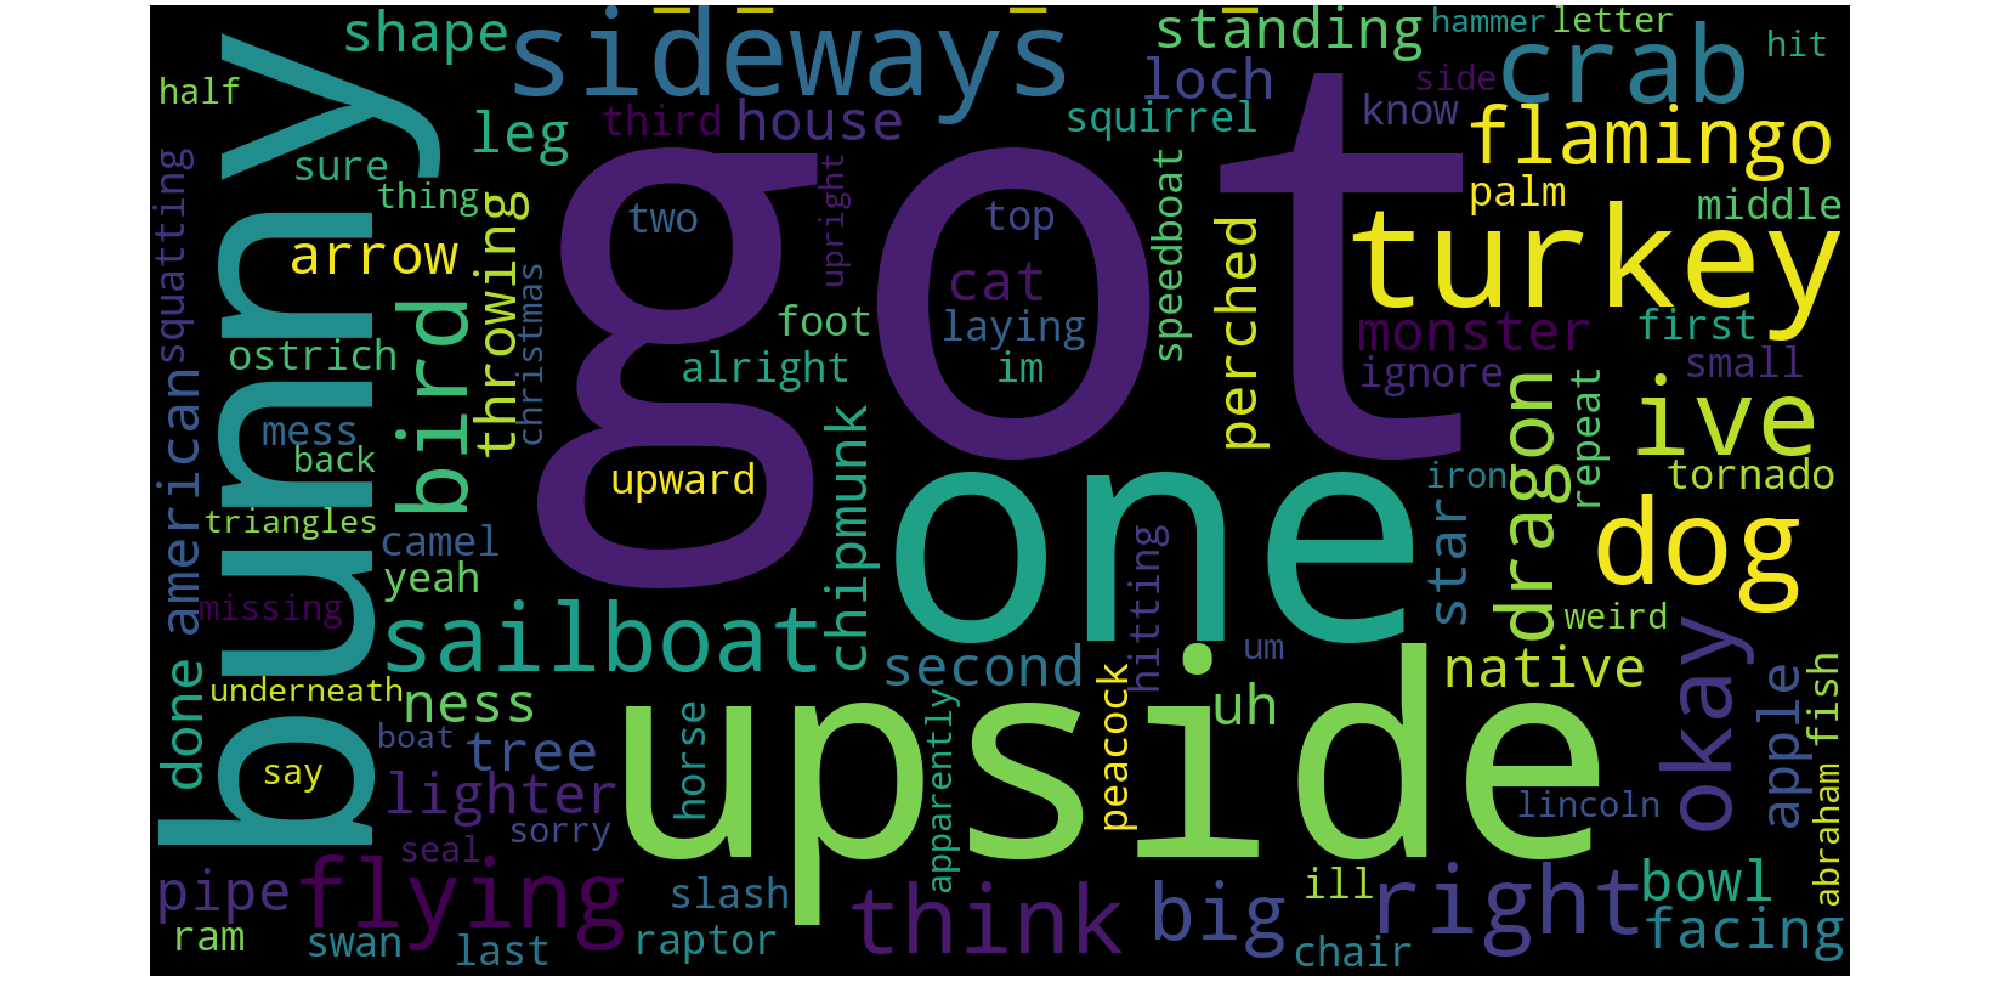 shape
sideways
standing
hammer
letter
crab
hit
half
leg
third
house
loch
squirrel
side
know
flamingo
bunny
got
sure
thing
throwing
two
upright
top
speedboat
perched
palm
middle
turkey
squatting
arrow
bird
christmas
cat
laying
foot
alright
im
monster
first
ignore
small
ostrich
american
mess
back
upward
chipmunk
one
dragon
repeat
ive
iron
tornado
star
dog
triangles
camel
yeah
missing
sailboat
hitting
weird
done
underneath
ness
second
um
uh
native
okay
apple
fish
abraham
boat
tree
horse
apparently
peacock
upside
say
lighter
sorry
lincoln
pipe
seal
flying
slash
think
big
ill
right
bowl
facing
ram
swan
last
raptor
chair